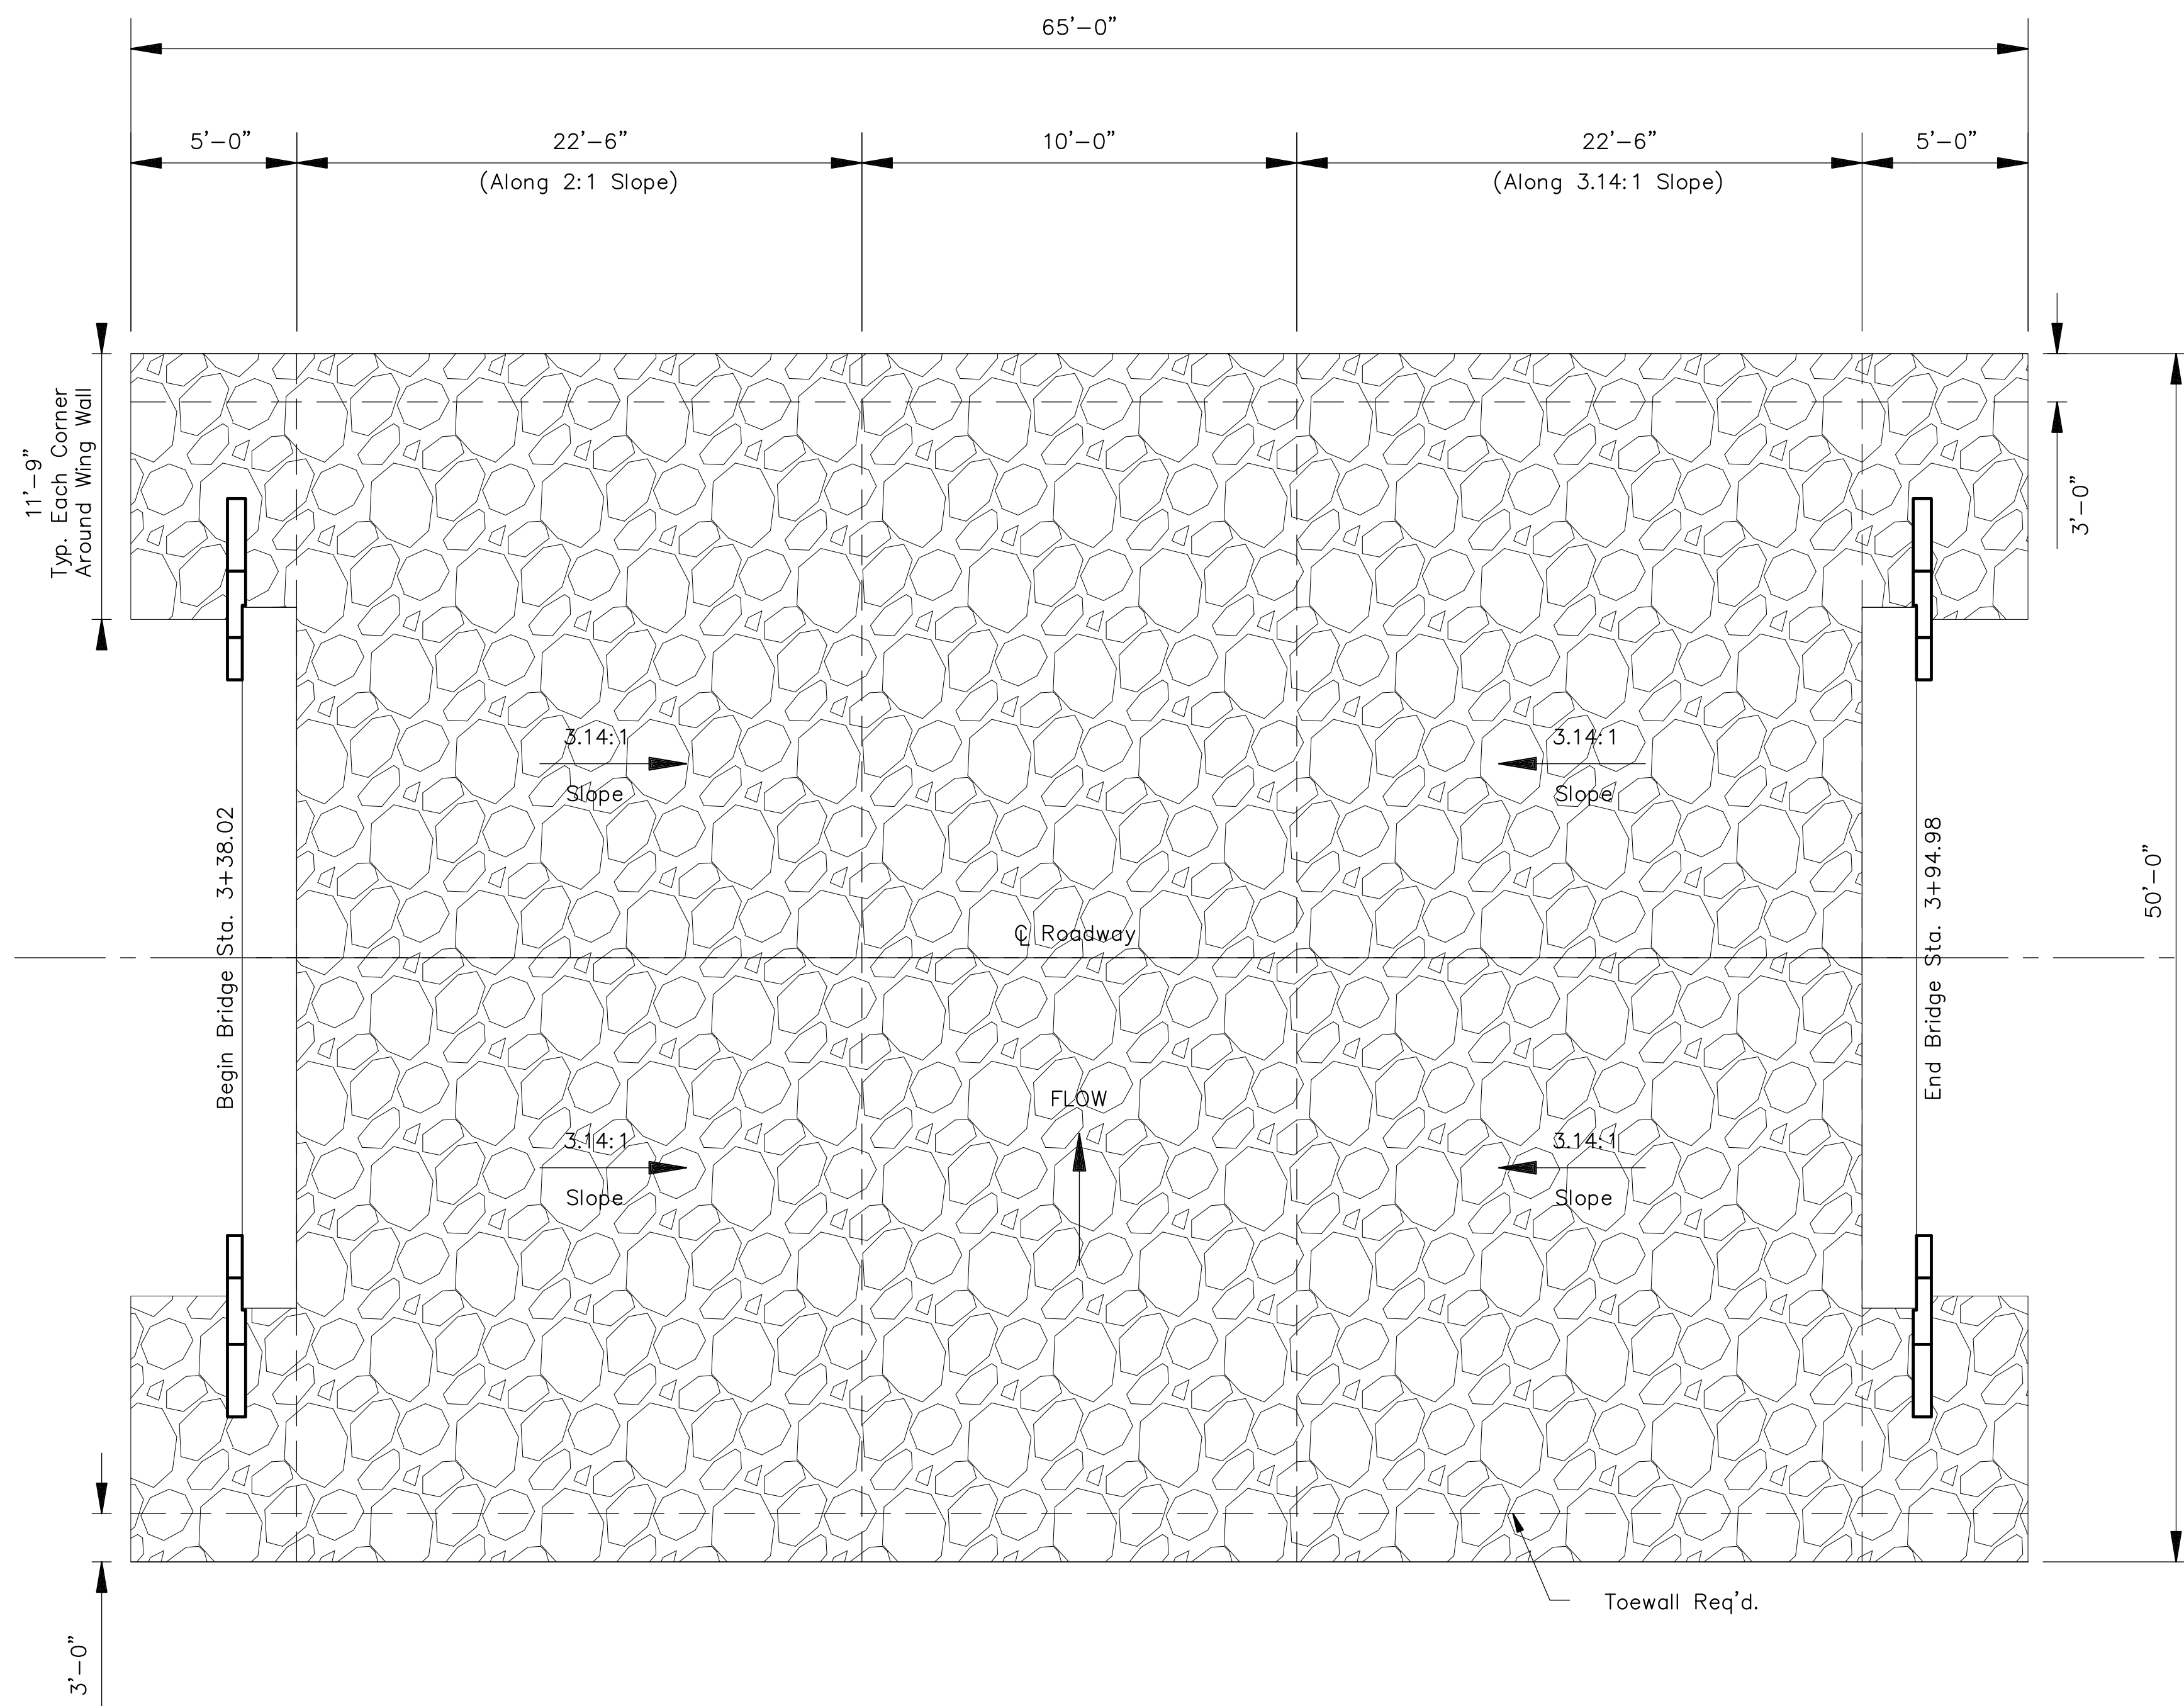 65'-0"
5'-0"
22'-6"
10'-0"
22'-6"
5'-0"
(Along 2:1 Slope)
(Along 3.14:1 Slope)
11'-9"
Typ. Each Corner
Around Wing Wall
3'-0"
3.14:1
Slope
3.14:1
Slope
Begin Bridge Sta. 3+38.02
End Bridge Sta. 3+94.98
50'-0"
℄ Roadway
FLOW
3.14:1
Slope
3.14:1
Slope
Toewall Req'd.
3'-0"